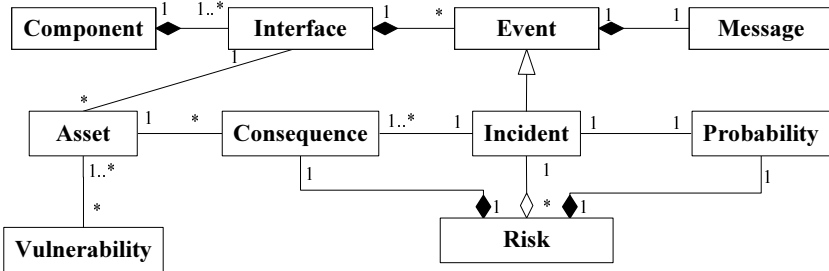 Component 1 1..* Interface 1 * Event 1 1 Message
1
*
Asset 1 * Consequence 1..* 1 Incident 1 1 Probability
1..* 1 1 1
* 1 * 1
Vulnerability Risk